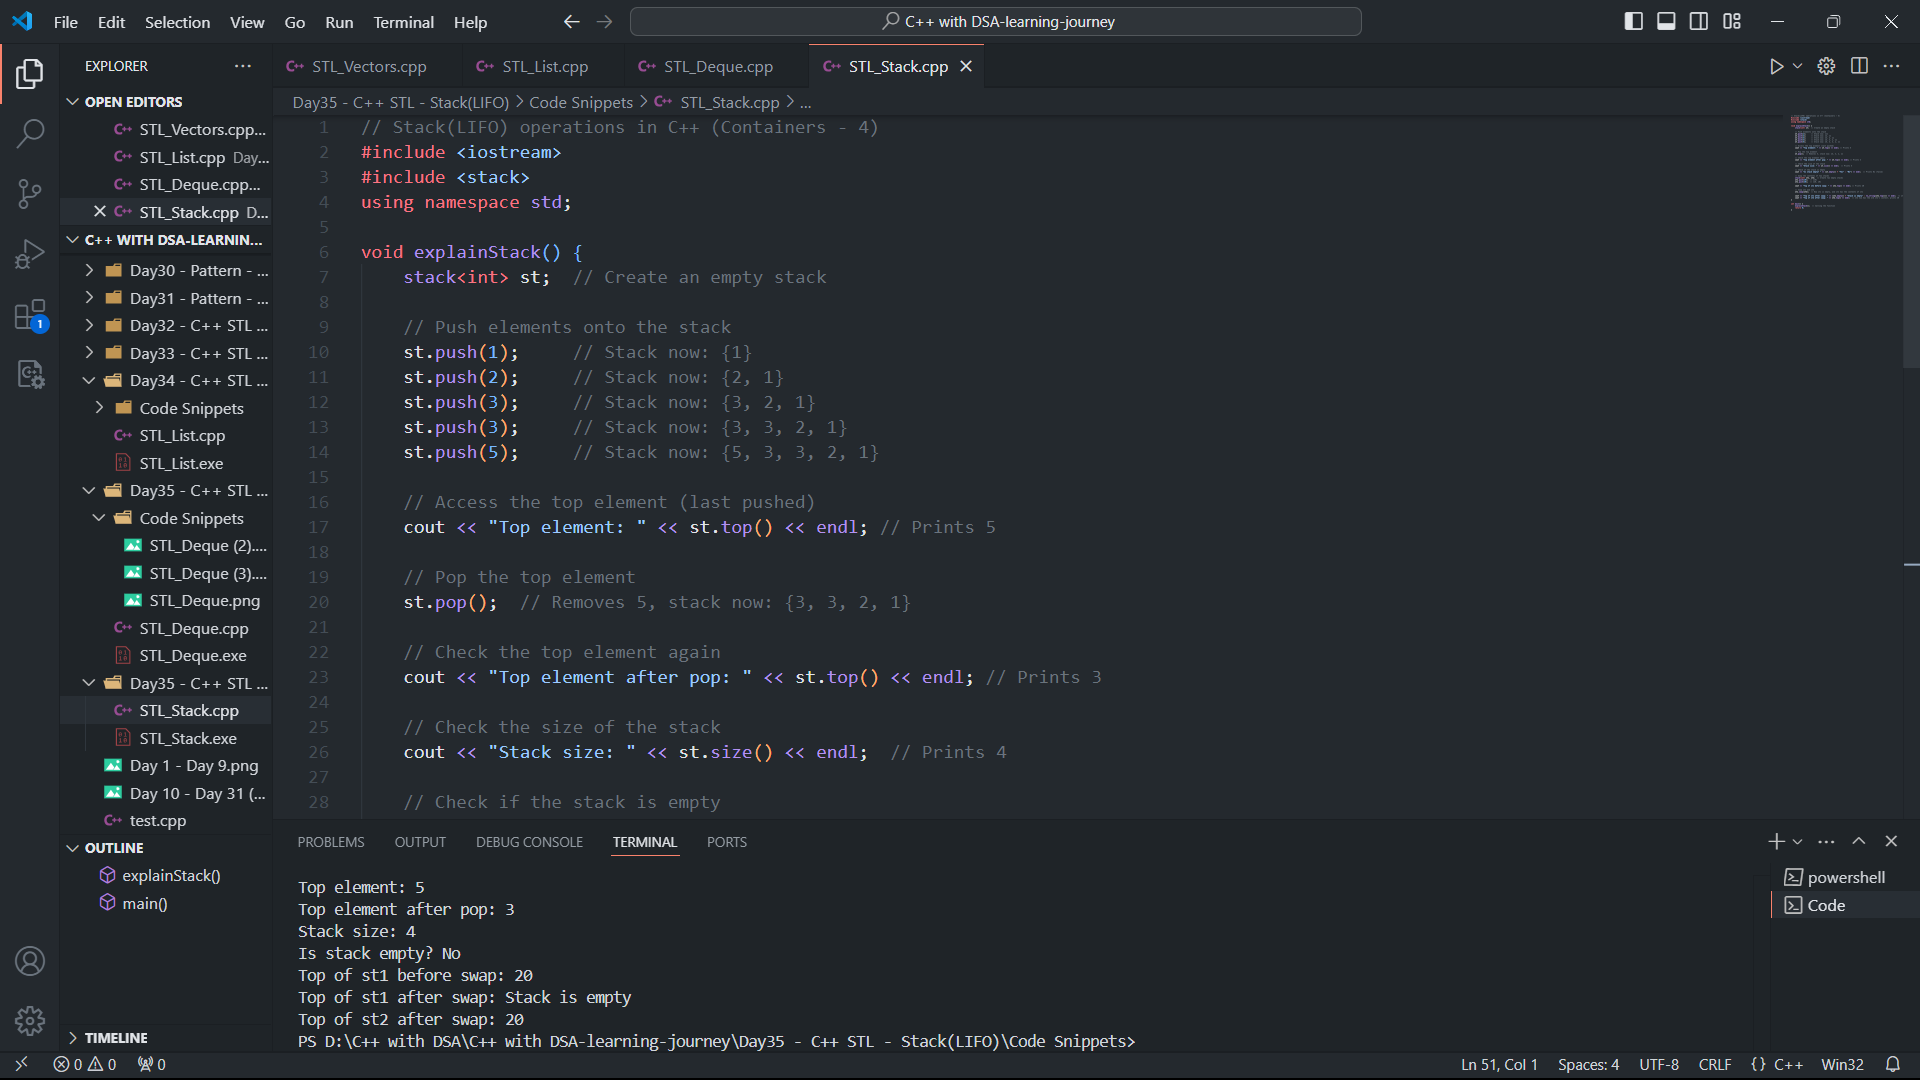 File Edit Selection View Go Run Terminal Help
C++ with DSA-learning-journey
EXPLORER
OPEN EDITORS
STL_Vectors.cpp...
STL_List.cpp Day...
STL_Deque.cpp...
STL_Stack.cpp D...
C++ WITH DSA-LEARNIN...
Day30 - Pattern - ...
Day31 - Pattern - ...
Day32 - C++ STL ...
Day33 - C++ STL ...
Day34 - C++ STL ...
Code Snippets
STL_List.cpp
STL_List.exe
Day35 - C++ STL ...
Code Snippets
STL_Deque (2)....
STL_Deque (3)....
STL_Deque.png
STL_Deque.cpp
STL_Deque.exe
Day35 - C++ STL ...
STL_Stack.cpp
STL_Stack.exe
Day 1 - Day 9.png
Day 10 - Day 31 (...
test.cpp
OUTLINE
explainStack()
main()
TIMELINE
STL_Vectors.cpp STL_List.cpp STL_Deque.cpp STL_Stack.cpp
Day35 - C++ STL - Stack(LIFO) > Code Snippets > STL_Stack.cpp > ...
1 // Stack(LIFO) operations in C++ (Containers - 4)
2 #include <iostream>
3 #include <stack>
4 using namespace std;
5
6 void explainStack() {
7 stack<int> st; // Create an empty stack
8
9 // Push elements onto the stack
10 st.push(1); // Stack now: {1}
11 st.push(2); // Stack now: {2, 1}
12 st.push(3); // Stack now: {3, 2, 1}
13 st.push(3); // Stack now: {3, 3, 2, 1}
14 st.push(5); // Stack now: {5, 3, 3, 2, 1}
15
16 // Access the top element (last pushed)
17 cout << "Top element: " << st.top() << endl; // Prints 5
18
19 // Pop the top element
20 st.pop(); // Removes 5, stack now: {3, 3, 2, 1}
21
22 // Check the top element again
23 cout << "Top element after pop: " << st.top() << endl; // Prints 3
24
25 // Check the size of the stack
26 cout << "Stack size: " << st.size() << endl; // Prints 4
27
28 // Check if the stack is empty
PROBLEMS OUTPUT DEBUG CONSOLE TERMINAL PORTS
Top element: 5
Top element after pop: 3
Stack size: 4
Is stack empty? No
Top of st1 before swap: 20
Top of st1 after swap: Stack is empty
Top of st2 after swap: 20
PS D:\C++ with DSA\C++ with DSA-learning-journey\Day35 - C++ STL - Stack(LIFO)\Code Snippets>
powershell
Code
1
0 0 0
Ln 51, Col 1 Spaces: 4 UTF-8 CRLF {} C++ Win32